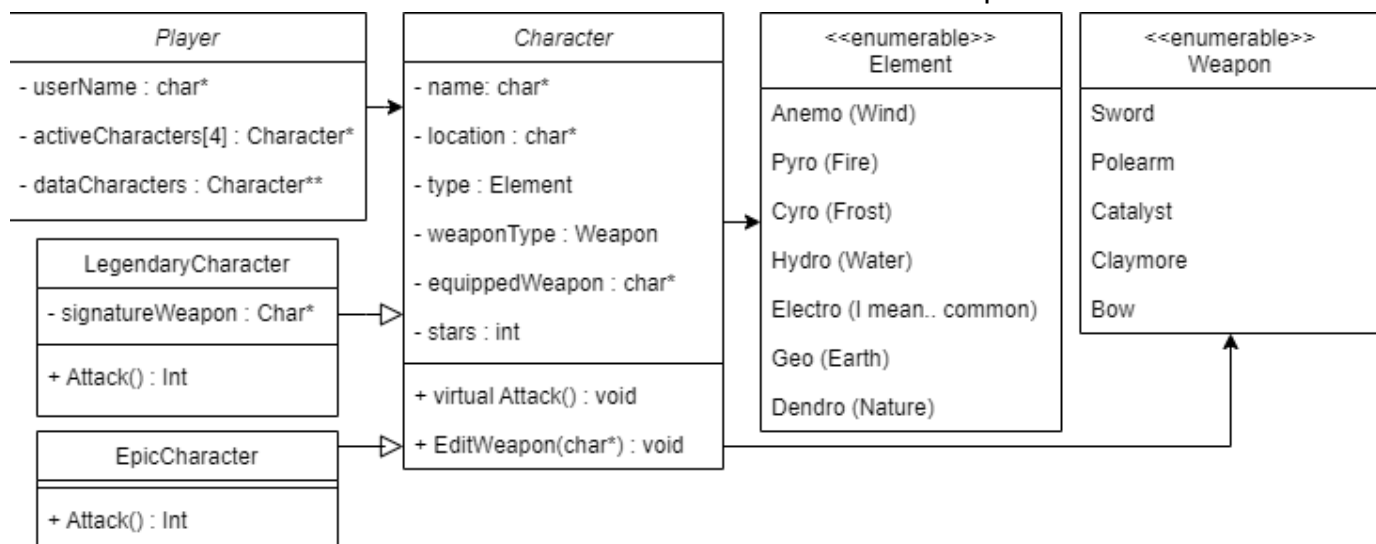 Player
- userName : char*
- activeCharacters[4] : Character*
- dataCharacters : Character**
LegendaryCharacter
- signatureWeapon : Char*
+ Attack() : Int
EpicCharacter
+ Attack() : Int
Character
- name: char*
- location : char*
- type : Element
- weaponType : Weapon
- equippedWeapon : char*
- stars : int
+ virtual Attack() : void
+ EditWeapon(char*) : void
<<enumerable>>
Element
Anemo (Wind)
Pyro (Fire)
Cyro (Frost)
Hydro (Water)
Electro (I mean.. common)
Geo (Earth)
Dendro (Nature)
<<enumerable>>
Weapon
Sword
Polearm
Catalyst
Claymore
Bow